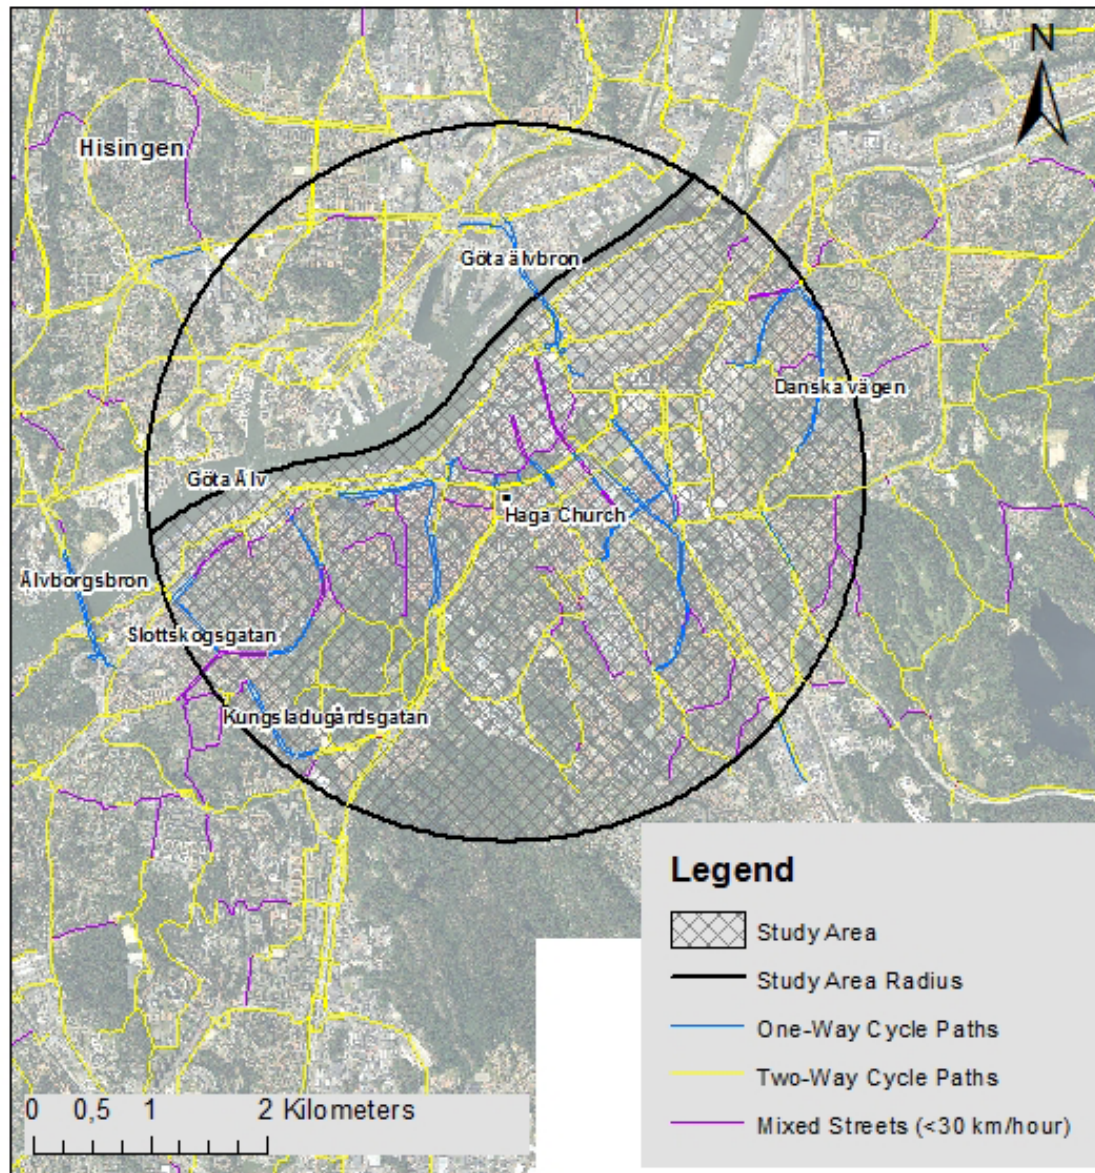 N
Hisingen
Göta älvbron
Danska vägen
Göta Älv
Haga Church
Älvborgsbron
Slottskogsgatan
Kungsladugårdsgatan
Legend
Study Area
Study Area Radius
One-Way Cycle Paths
Two-Way Cycle Paths
Mixed Streets (<30 km/hour)
0 0,5 1 2 Kilometers